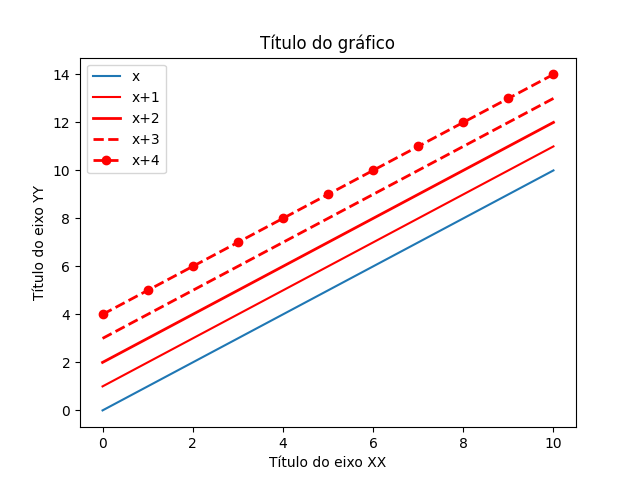 Título do gráfico
x
x+1
x+2
x+3
x+4
14
12
10
8
6
4
2
0
Título do eixo YY
0 2 4 6 8 10
Título do eixo XX